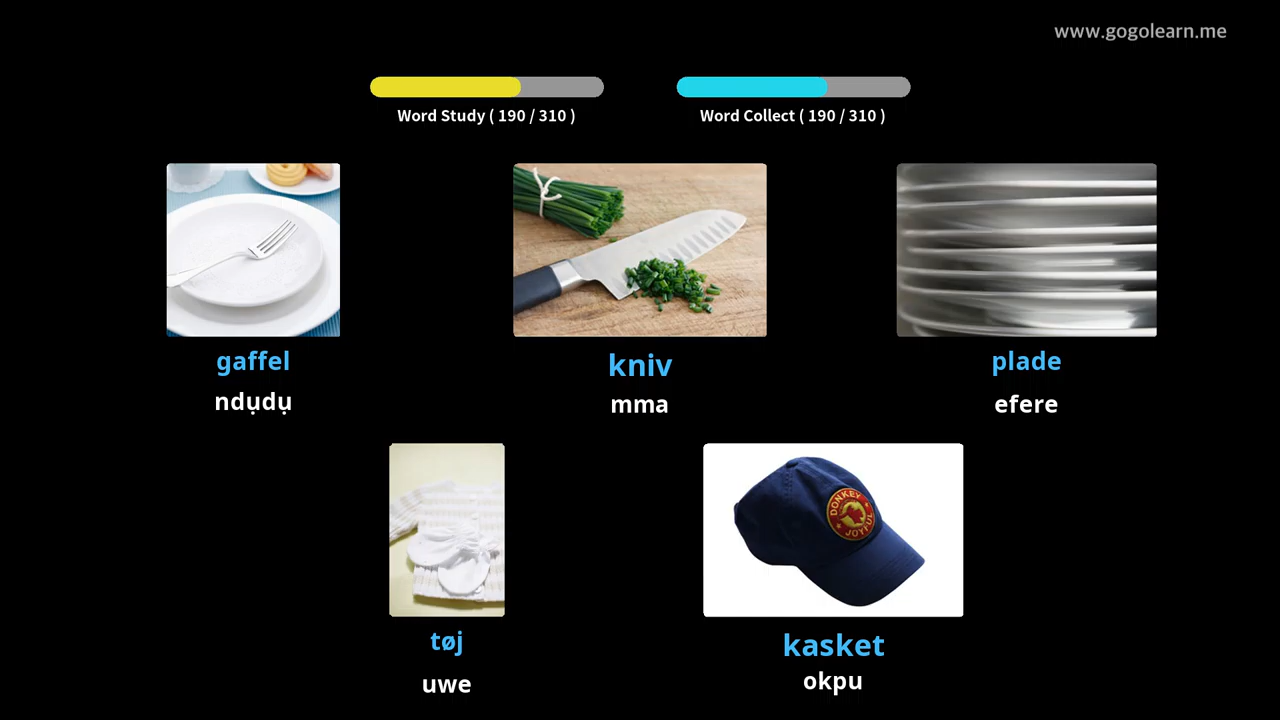 www.gogolearn.me
Word Study ( 190 / 310 )
Word Collect ( 190 / 310 )
gaffel
ndụdụ
kniv
mma
plade
efere
DONKEY
JOYFUL
tøj
uwe
kasket
okpu